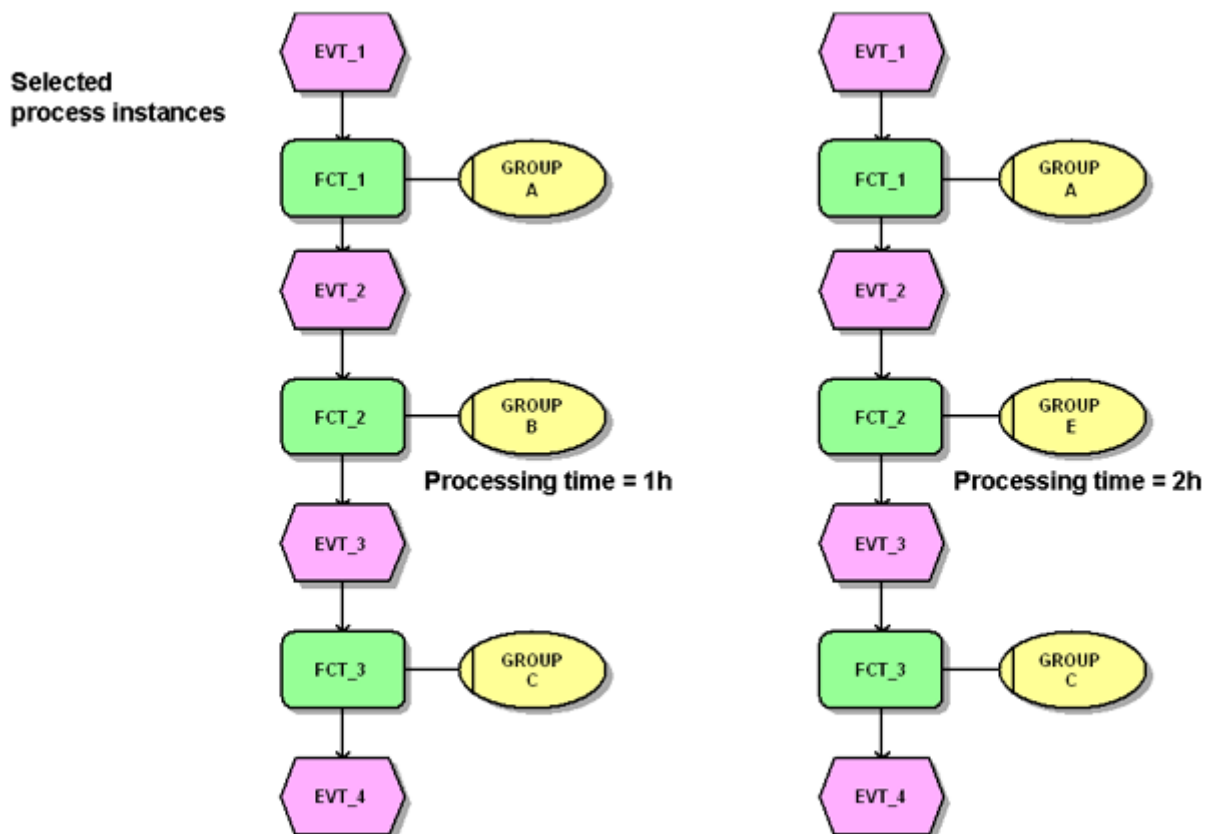 EVT_1
EVT_1
Selected
process instances
FCT_1
GROUP
A
FCT_1
GROUP
A
EVT_2
EVT_2
FCT_2
GROUP
B
FCT_2
GROUP
E
Processing time = 1h
Processing time = 2h
EVT_3
EVT_3
FCT_3
GROUP
C
FCT_3
GROUP
C
EVT_4
EVT_4